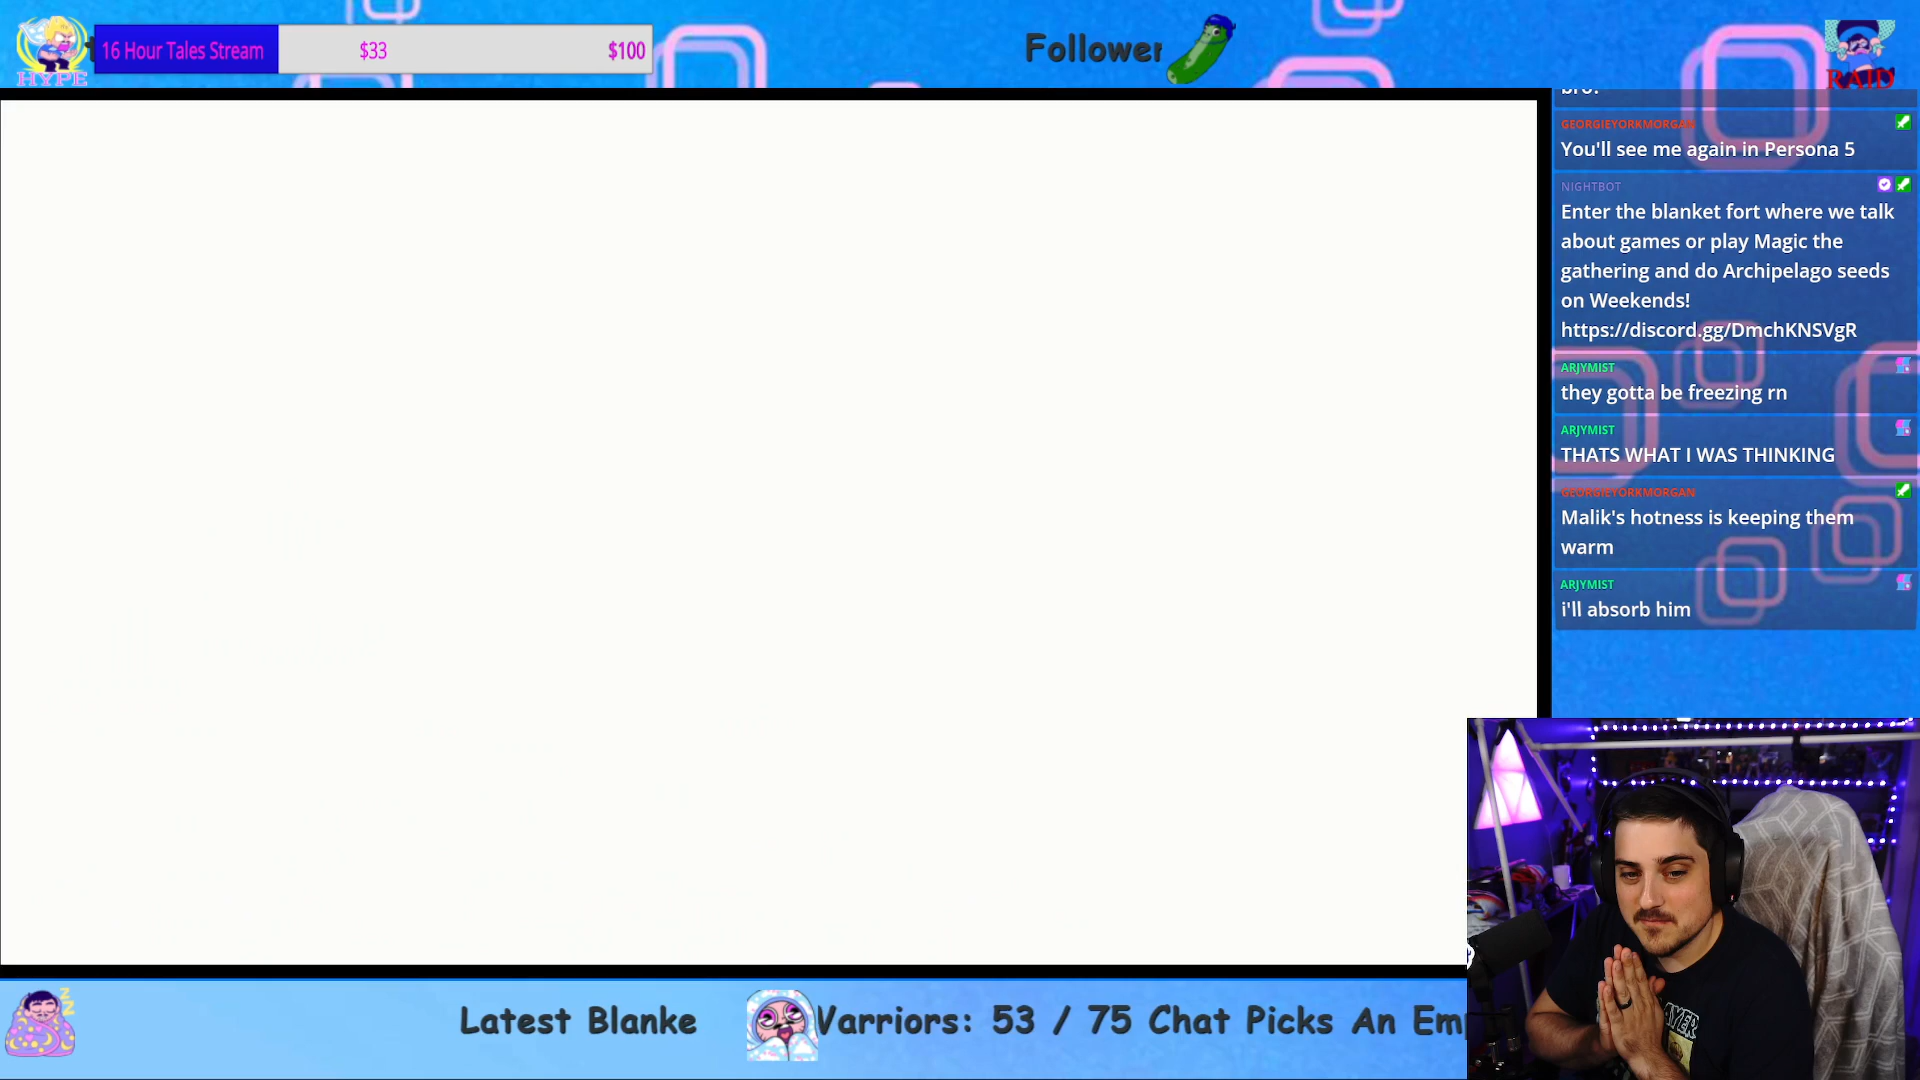 HYPE
16 Hour Tales Stream $33 $100
Follower
RAID
bro?
GEORGIEYORKMORGAN
You'll see me again in Persona 5
NIGHTBOT
Enter the blanket fort where we talk
about games or play Magic the
gathering and do Archipelago seeds
on Weekends!
https://discord.gg/DmchKNSVgR
ARJYMIST
they gotta be freezing rn
ARJYMIST
THATS WHAT I WAS THINKING
GEORGIEYORKMORGAN
Malik's hotness is keeping them
warm
ARJYMIST
i'll absorb him
Latest Blanke
Varriors: 53 / 75 Chat Picks An Emp